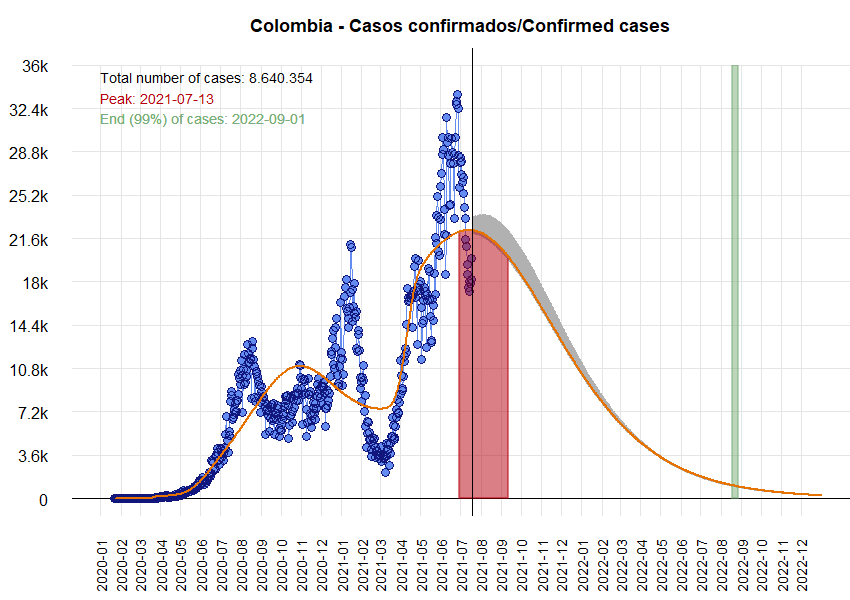 Colombia - Casos confirmados/Confirmed cases
36k
32.4k
28.8k
25.2k
21.6k
18k
14.4k
10.8k
7.2k
3.6k
0
Total number of cases: 8.640.354
Peak: 2021-07-13
End (99%) of cases: 2022-09-01
2020-01
2020-02
2020-03
2020-04
2020-05
2020-06
2020-07
2020-08
2020-09
2020-10
2020-11
2020-12
2021-01
2021-02
2021-03
2021-04
2021-05
2021-06
2021-07
2021-08
2021-09
2021-10
2021-11
2021-12
2022-01
2022-02
2022-03
2022-04
2022-05
2022-06
2022-07
2022-08
2022-09
2022-10
2022-11
2022-12